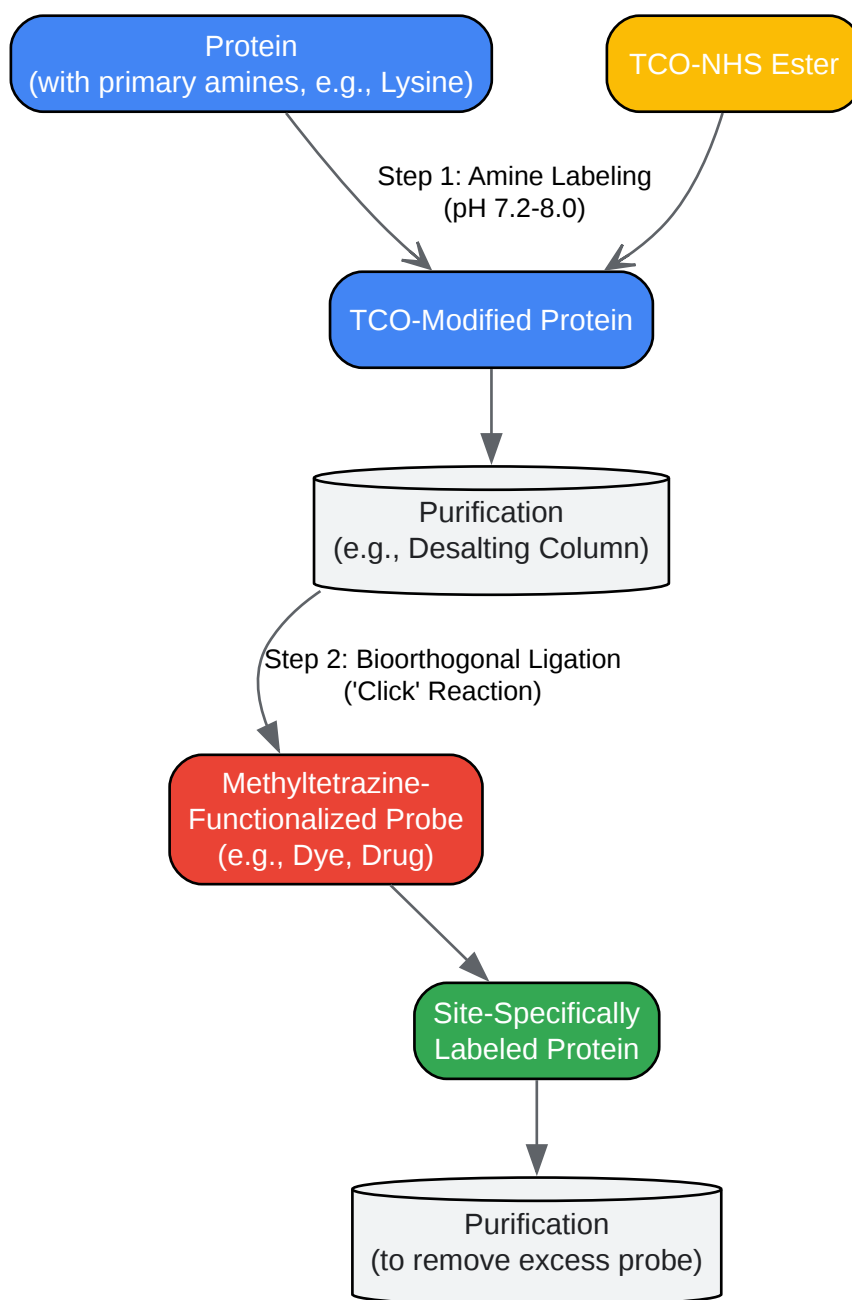 Protein
(with primary amines, e.g., Lysine)
TCO-NHS Ester
Step 1: Amine Labeling
(pH 7.2-8.0)
TCO-Modified Protein
Purification
(e.g., Desalting Column)
Step 2: Bioorthogonal Ligation
('Click' Reaction)
Methyltetrazine-
Functionalized Probe
(e.g., Dye, Drug)
Site-Specifically
Labeled Protein
Purification
(to remove excess probe)